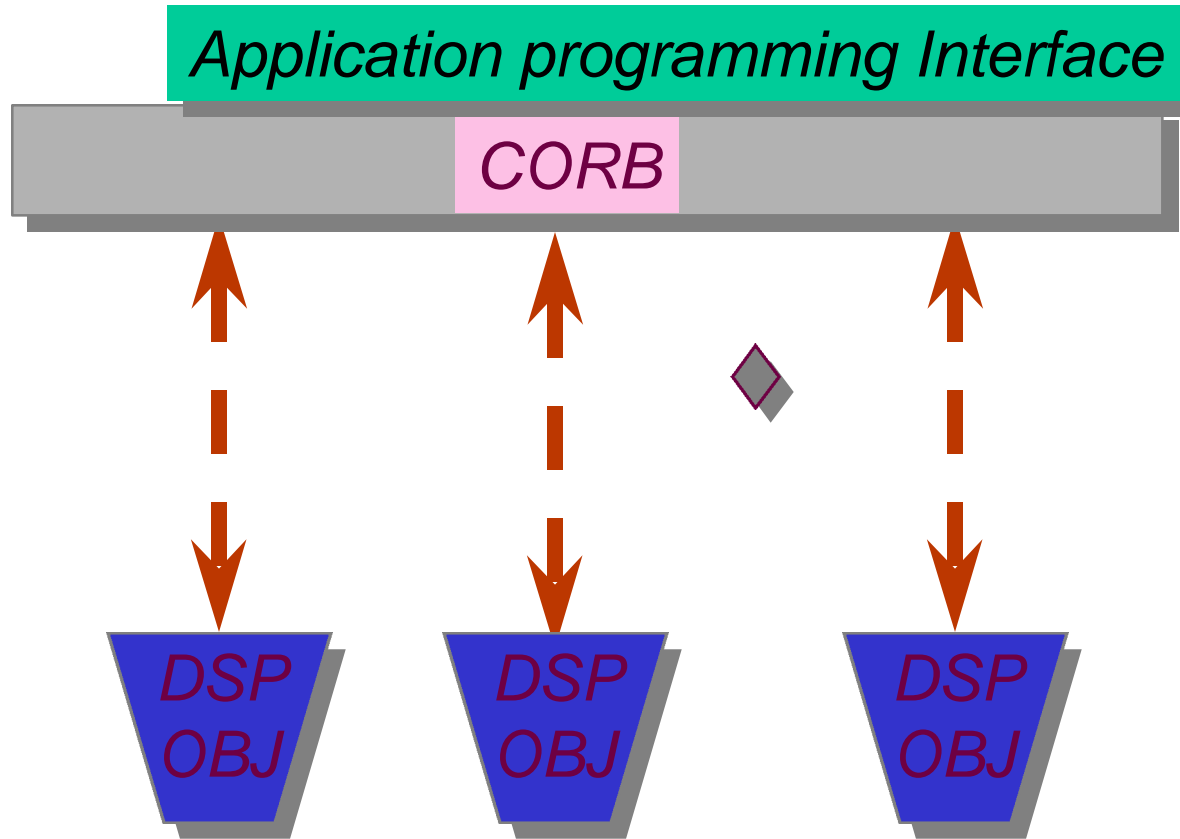 Application programming Interface
CORB
DSP
OBJ
DSP
OBJ
DSP
OBJ